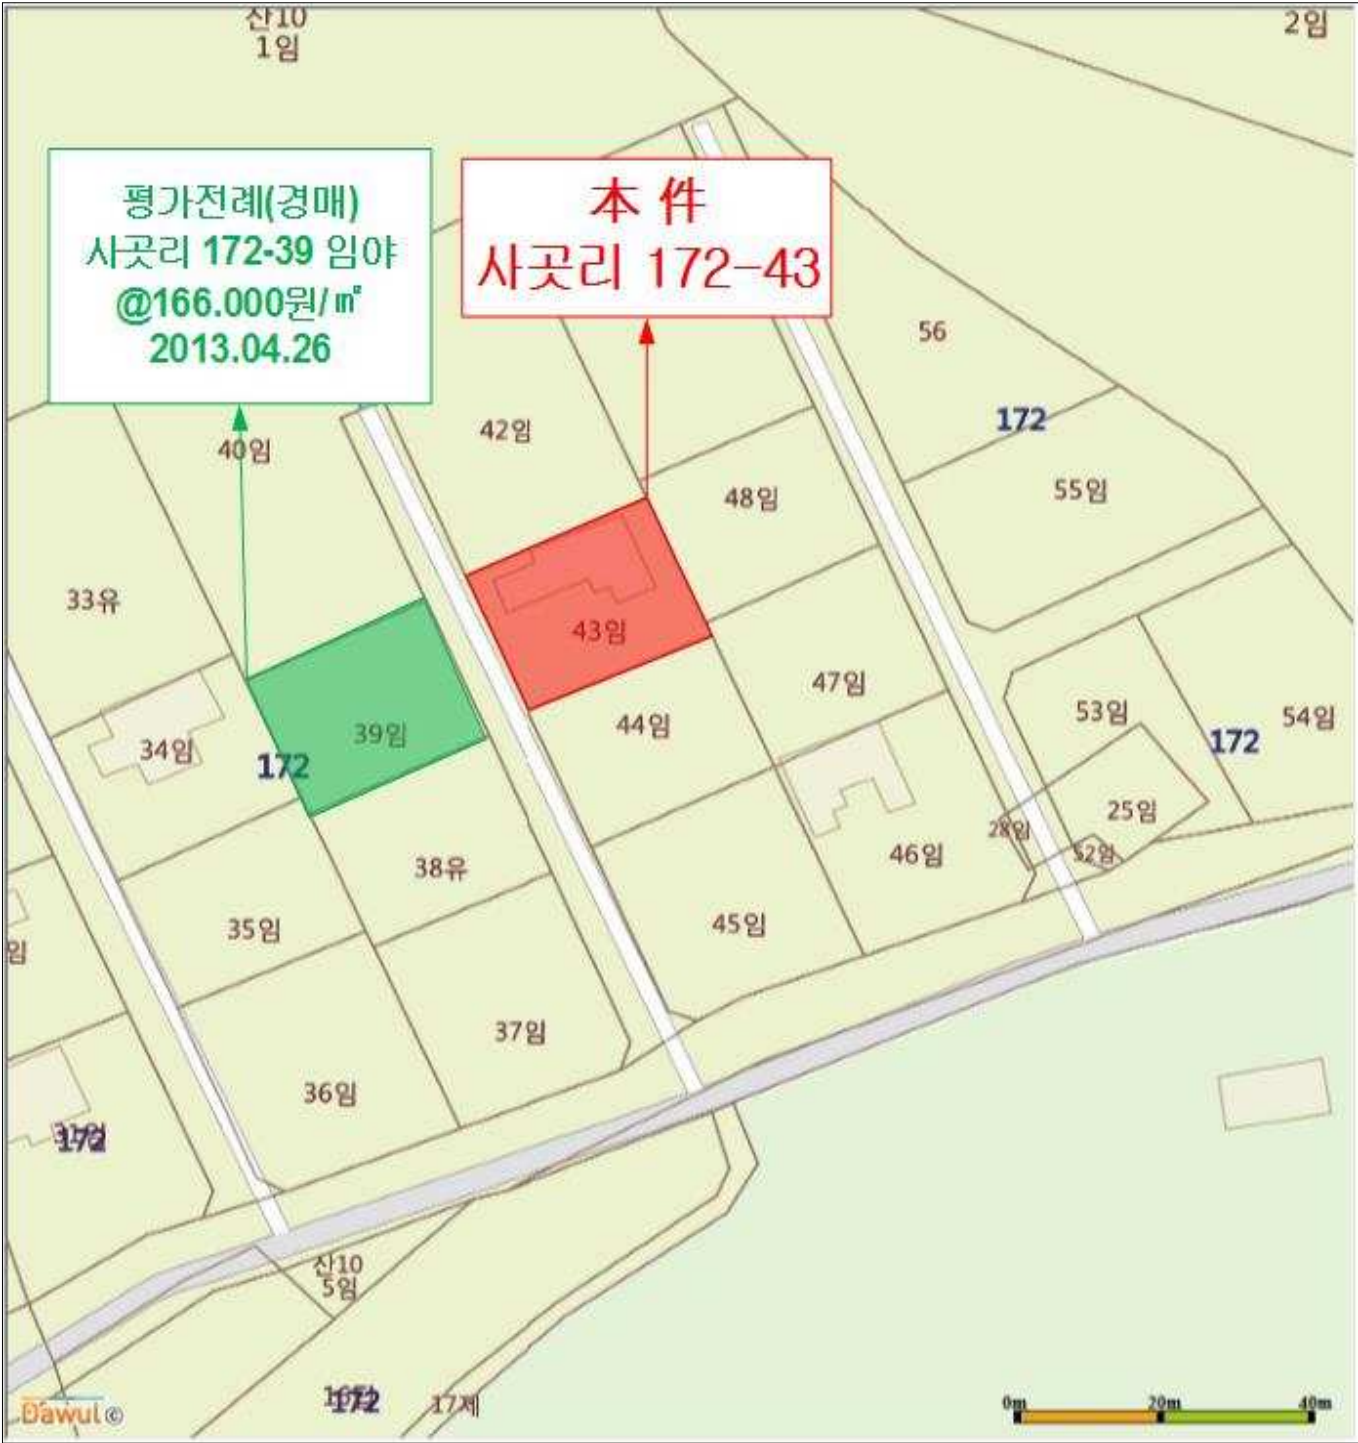 산10
1임
2임
평가전례(경매)
사곳리 172-39 임야
@166.000원/㎡
2013.04.26
本 件
사곳리 172-43
56
172
40임
42임
48임
55임
33유
43임
47임
53임
54임
172
34임
172
39임
44임
25임
28임
52임
38유
46임
35임
45임
임
37임
36임
172
산10
5임
172
17제
Dawul ©
0m 20m 40m